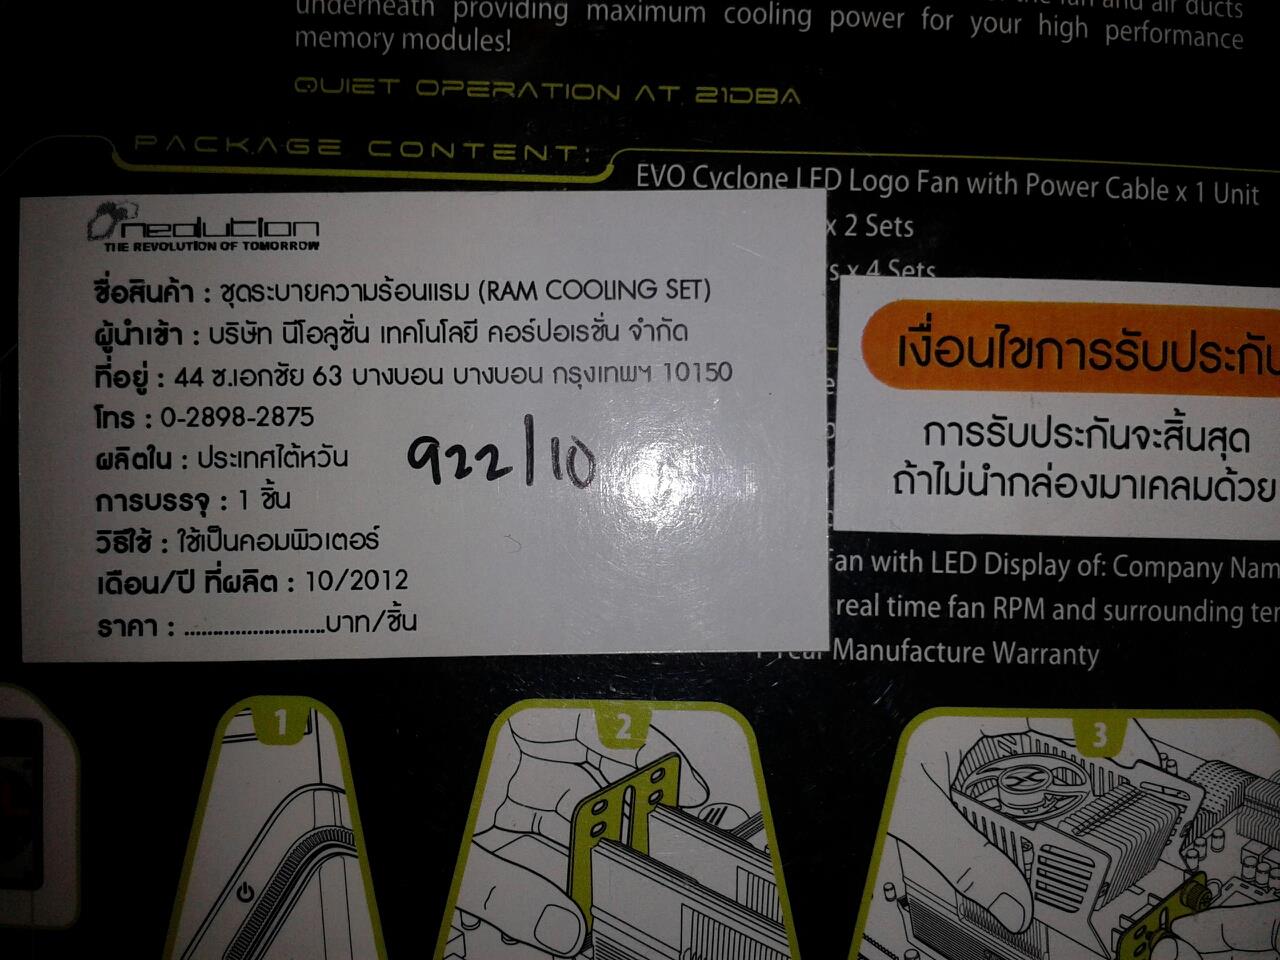 underneath providing maximum cooling power for your high performance
memory modules!
QUIET OPERATION AT 21DBA
PACKAGE CONTENT:
EVO Cyclone LED Logo Fan with Power Cable x 1 Unit
x 2 Sets
x 4 Sets
neolution
THE REVOLUTION OF TOMORROW
ชื่อสินค้า : ชุดระบายความร้อนแรม (RAM COOLING SET)
ผู้นำเข้า : บริษัท นีโอลูชั่น เทคโนโลยี คอร์ปอเรชั่น จำกัด
ที่อยู่ : 44 ซ.เอกชัย 63 บางบอน บางบอน กรุงเทพฯ 10150
โทร : 0-2898-2875
ผลิตใน : ประเทศไต้หวัน
การบรรจุ : 1 ชิ้น
วิธีใช้ : ใช้เป็นคอมพิวเตอร์
เดือน/ปี ที่ผลิต : 10/2012
ราคา : .........................บาท/ชิ้น
922/10
เงื่อนไขการรับประกัน
การรับประกันจะสิ้นสุด
ถ้าไม่นำกล่องมาเคลมด้วย
Fan with LED Display of: Company Nam
real time fan RPM and surrounding te
Manufacture Warranty
1
2
3